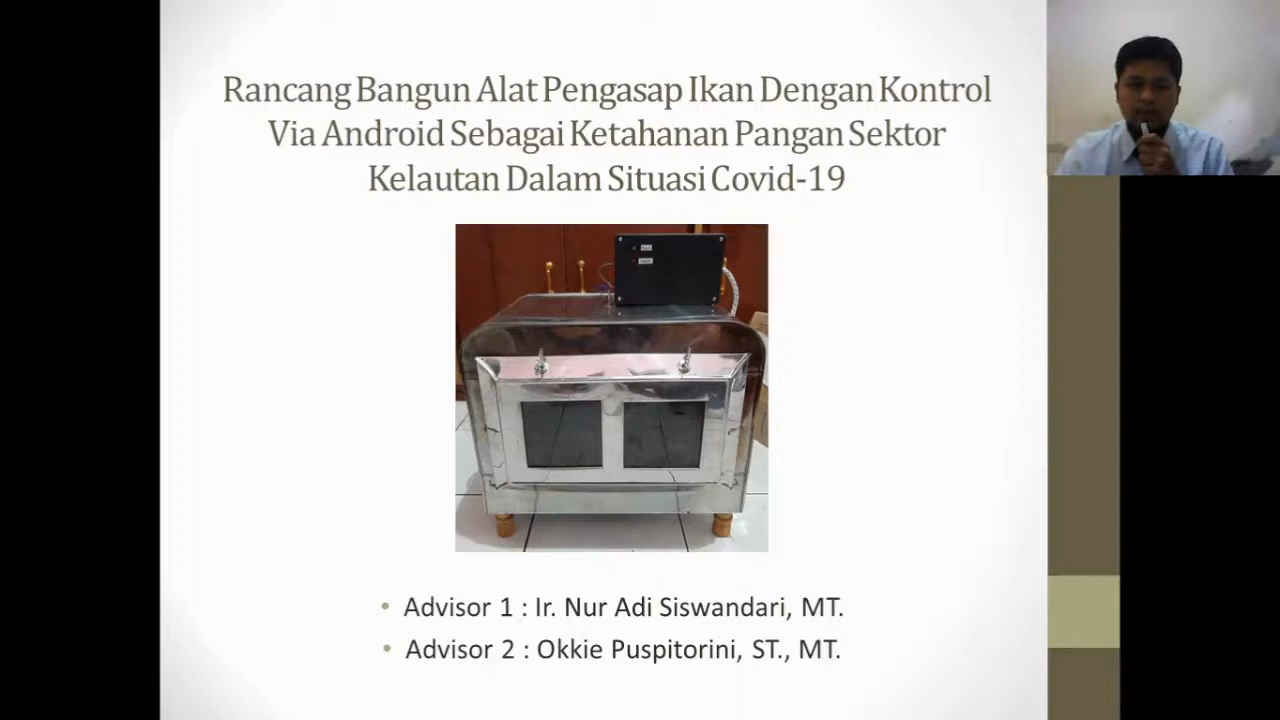 Rancang Bangun Alat Pengasap Ikan Dengan Kontrol
Via Android Sebagai Ketahanan Pangan Sektor
Kelautan Dalam Situasi Covid-19
• Advisor 1 : Ir. Nur Adi Siswandari, MT.
• Advisor 2 : Okkie Puspitorini, ST., MT.